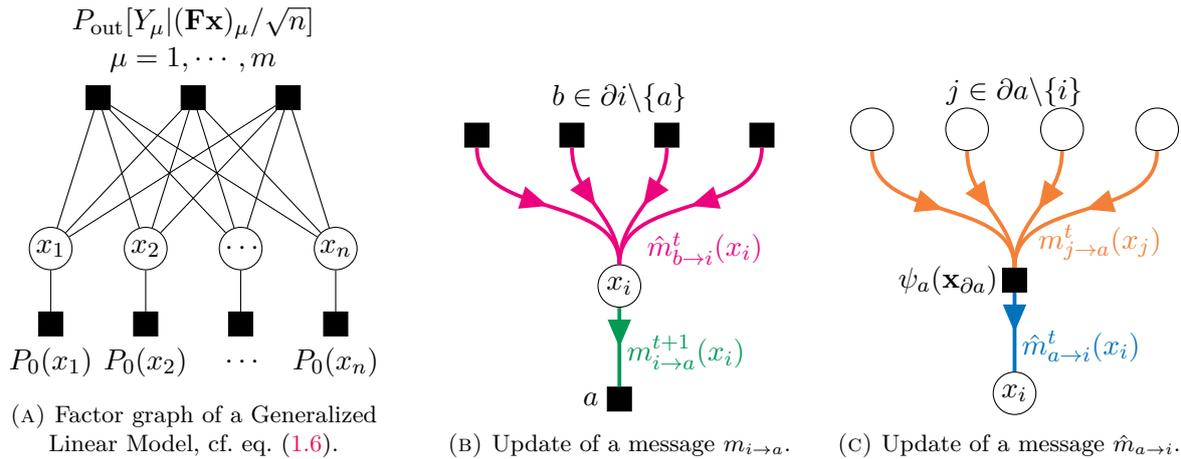 P_out[Y_μ|(Fx)_μ/√n]
μ = 1, ⋯ , m
x_1 x_2 ⋯ x_n
P_0(x_1) P_0(x_2) ⋯ P_0(x_n)
(A) Factor graph of a Generalized
Linear Model, cf. eq. (1.6).
b ∈ ∂i\{a}
m̂^t_{b→i}(x_i)
x_i
m^{t+1}_{i→a}(x_i)
a
(B) Update of a message m_{i→a}.
j ∈ ∂a\{i}
m^t_{j→a}(x_j)
ψ_a(x_{∂a})
m̂^t_{a→i}(x_i)
x_i
(C) Update of a message m̂_{a→i}.